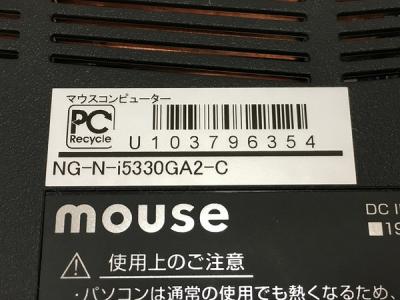 マウスコンピューター
PC
Recycle
U103796354
NG-N-i5330GA2-C
mouse
DC I
19
使用上のご注意
・パソコンは通常の使用でも熱くなるため、